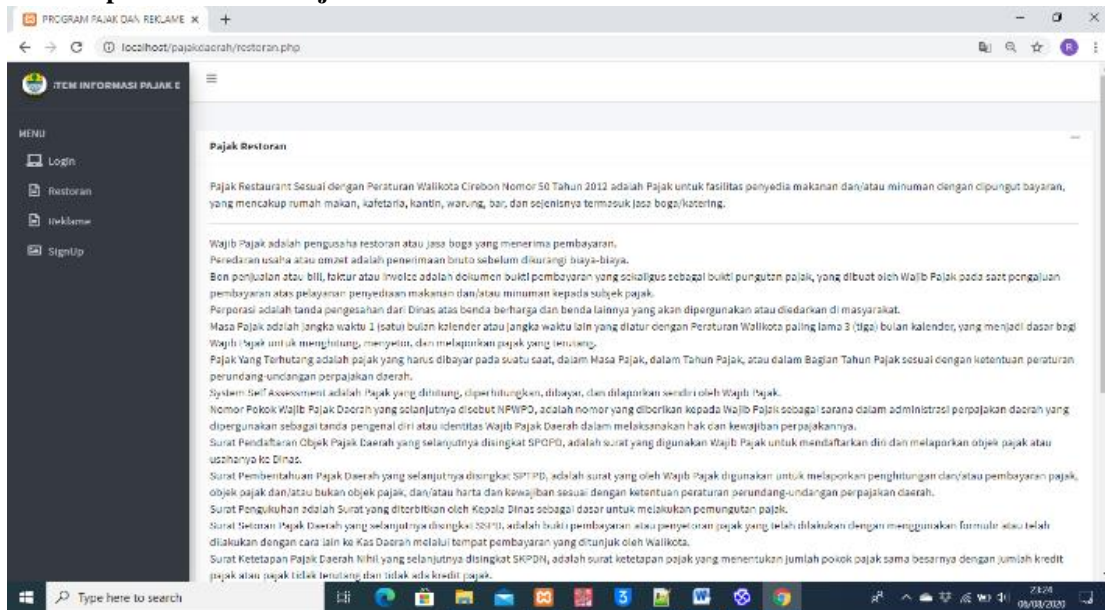 PROGRAM PAJAK DAN REKLAME
localhost/pajakdaerah/restoran.php
R
ITEM INFORMASI PAJAK D
MENU
Login
Restoran
Reklame
SignUp
Pajak Restoran
Pajak Restaurant Sesuai dengan Peraturan Walikota Cirebon Nomor 50 Tahun 2012 adalah Pajak untuk fasilitas penyedia makanan dan/atau minuman dengan dipungut bayaran,
yang mencakup rumah makan, kafetaria, kantin, warung, bar, dan sejenisnya termasuk jasa boga/katering.
Wajib Pajak adalah pengusaha restoran atau jasa boga yang menerima pembayaran.
Peredaran usaha atau omzet adalah penerimaan bruto sebelum dikurangi biaya-biaya.
Bon penjualan atau bill, faktur atau invoice adalah dokumen bukti pembayaran yang sekaligus sebagai bukti pungutan pajak, yang dibuat oleh Wajib Pajak pada saat pengajuan
pembayaran atas pelayanan penyediaan makanan dan/atau minuman kepada subjek pajak.
Perporasi adalah tanda pengesahan dari Dinas atas benda berharga dan benda lainnya yang akan dipergunakan atau diedarkan di masyarakat.
Masa Pajak adalah jangka waktu 1 (satu) bulan kalender atau jangka waktu lain yang diatur dengan Peraturan Walikota paling lama 3 (tiga) bulan kalender, yang menjadi dasar bagi
Wajib Pajak untuk menghitung, menyetor, dan melaporkan pajak yang terutang.
Pajak Yang Terhutang adalah pajak yang harus dibayar pada suatu saat, dalam Masa Pajak, dalam Tahun Pajak, atau dalam Bagian Tahun Pajak sesuai dengan ketentuan peraturan
perundang-undangan perpajakan daerah.
System Self Assessment adalah Pajak yang dihitung, diperhitungkan, dibayar, dan dilaporkan sendiri oleh Wajib Pajak.
Nomor Pokok Wajib Pajak Daerah yang selanjutnya disebut NPWPD, adalah nomor yang diberikan kepada Wajib Pajak sebagai sarana dalam administrasi perpajakan daerah yang
dipergunakan sebagai tanda pengenal diri atau identitas Wajib Pajak Daerah dalam melaksanakan hak dan kewajiban perpajakannya.
Surat Pendaftaran Objek Pajak Daerah yang selanjutnya disingkat SPOPD, adalah surat yang digunakan Wajib Pajak untuk mendaftarkan diri dan melaporkan objek pajak atau
usahanya ke Dinas.
Surat Pemberitahuan Pajak Daerah yang selanjutnya disingkat SPTPD, adalah surat yang oleh Wajib Pajak digunakan untuk melaporkan penghitungan dan/atau pembayaran pajak,
objek pajak dan/atau bukan objek pajak, dan/atau harta dan kewajiban sesuai dengan ketentuan peraturan perundang-undangan perpajakan daerah.
Surat Pengukuhan adalah Surat yang diterbitkan oleh Kepala Dinas sebagai dasar untuk melakukan pemungutan pajak.
Surat Setoran Pajak Daerah yang selanjutnya disingkat SSPD, adalah bukti pembayaran atau penyetoran pajak yang telah dilakukan dengan menggunakan formulir atau telah
dilakukan dengan cara lain ke Kas Daerah melalui tempat pembayaran yang ditunjuk oleh Walikota.
Surat Ketetapan Pajak Daerah Nihil yang selanjutnya disingkat SKPDN, adalah surat ketetapan pajak yang menentukan jumlah pokok pajak sama besarnya dengan jumlah kredit
pajak atau pajak tidak terutang dan tidak ada kredit pajak.
Type here to search
23:24
06/08/2020